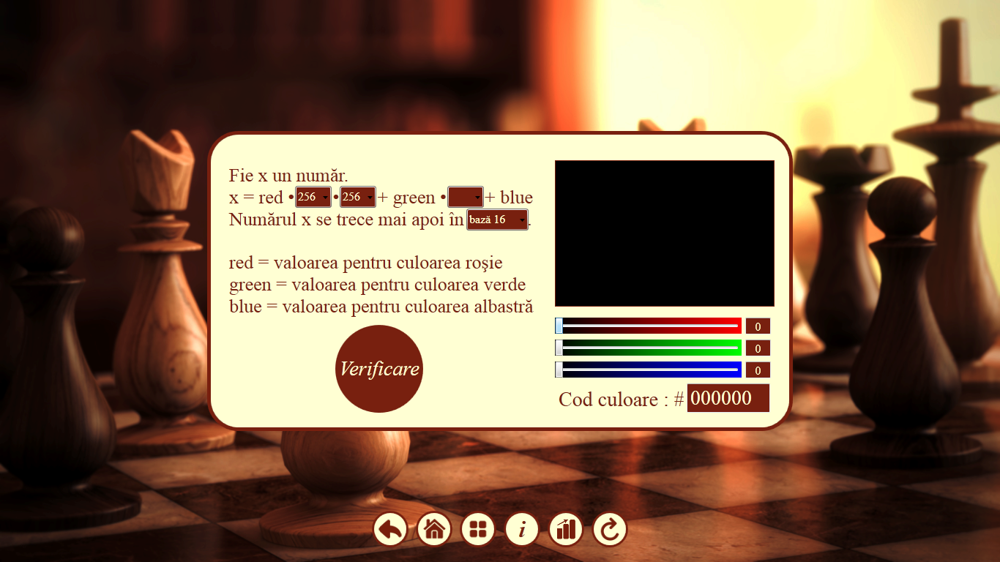 Fie x un număr.
x = red • 256 • 256 + green • + blue
Numărul x se trece mai apoi în bază 16 .
red = valoarea pentru culoarea roşie
green = valoarea pentru culoarea verde
blue = valoarea pentru culoarea albastră
Verificare
0
0
0
Cod culoare : # 000000
i